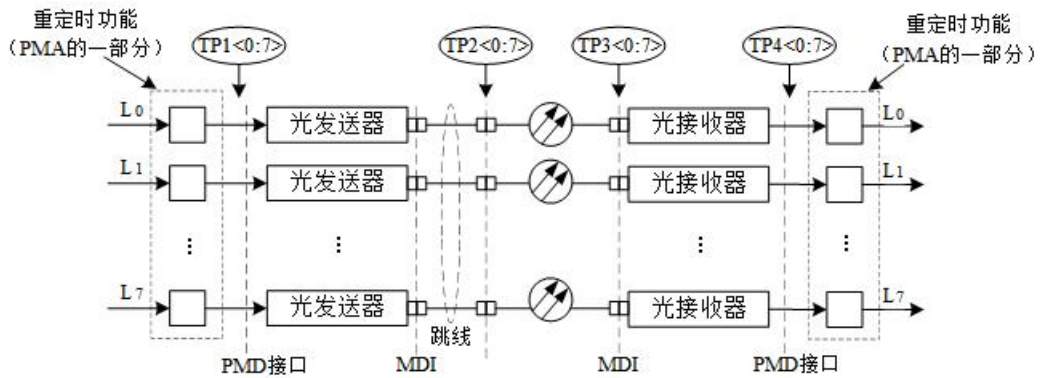 重定时功能
（PMA的一部分）
TP1<0:7>
TP2<0:7>
TP3<0:7>
TP4<0:7>
重定时功能
（PMA的一部分）
L0
光发送器
光接收器
L0
L1
光发送器
光接收器
L1
⋮ ⋮ ⋮ ⋮
L7
光发送器
光接收器
L7
跳线
PMD接口
MDI
MDI
PMD接口